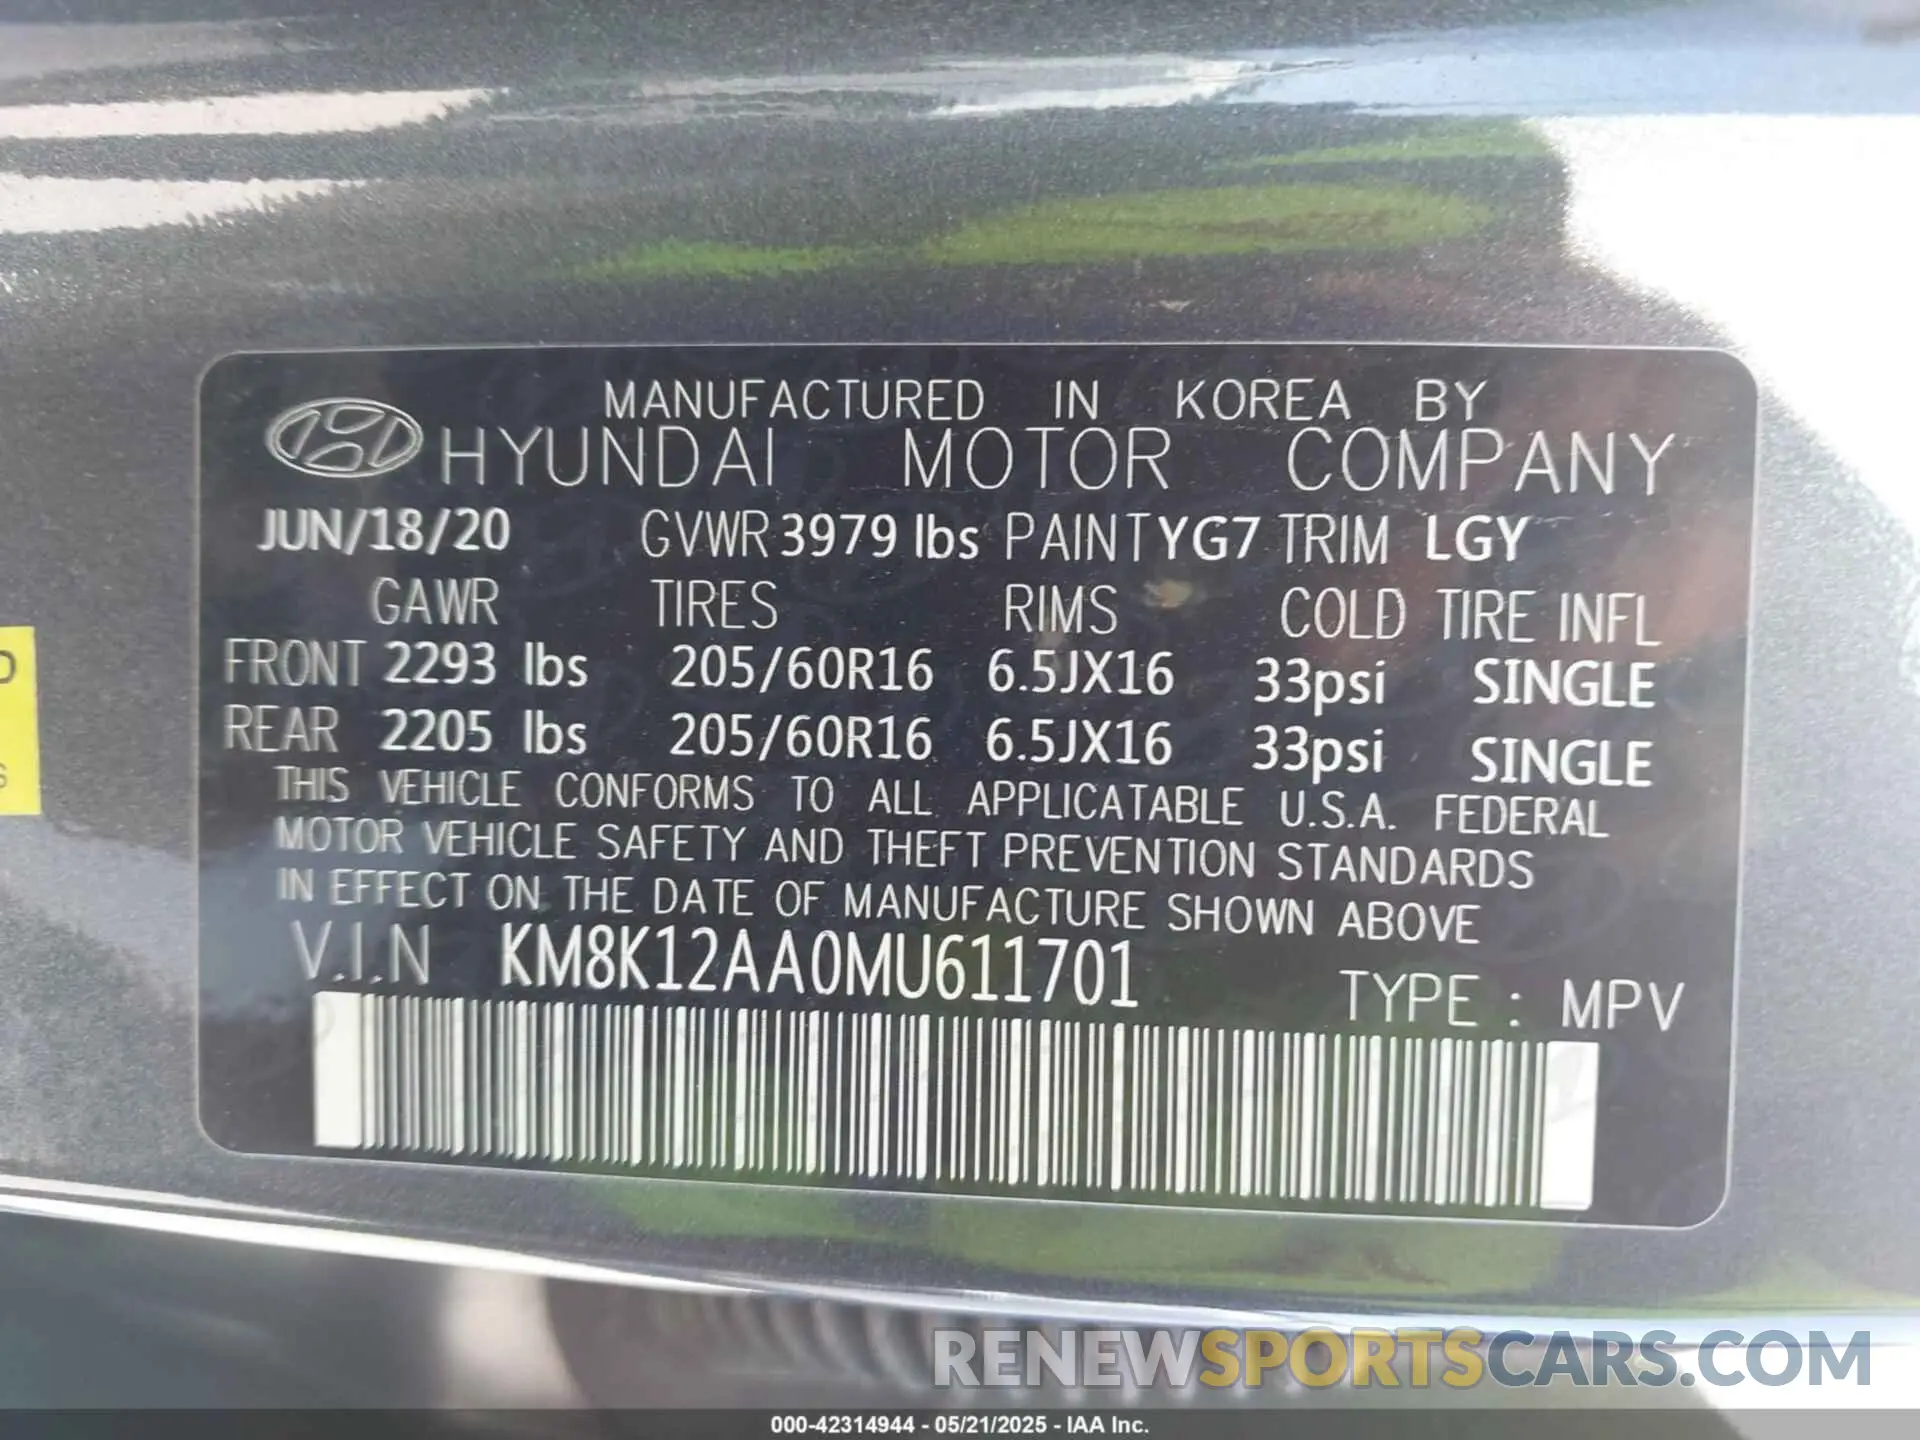 MANUFACTURED IN KOREA BY
HYUNDAI MOTOR COMPANY
JUN/18/20 GVWR 3979 lbs PAINT YG7 TRIM LGY
GAWR TIRES RIMS COLD TIRE INFL
FRONT 2293 lbs 205/60R16 6.5JX16 33psi SINGLE
REAR 2205 lbs 205/60R16 6.5JX16 33psi SINGLE
THIS VEHICLE CONFORMS TO ALL APPLICATABLE U.S.A. FEDERAL
MOTOR VEHICLE SAFETY AND THEFT PREVENTION STANDARDS
IN EFFECT ON THE DATE OF MANUFACTURE SHOWN ABOVE
V.I.N KM8K12AA0MU611701
TYPE : MPV
RENEWSPORTSCARS.COM
000-42314944 - 05/21/2025 - IAA Inc.